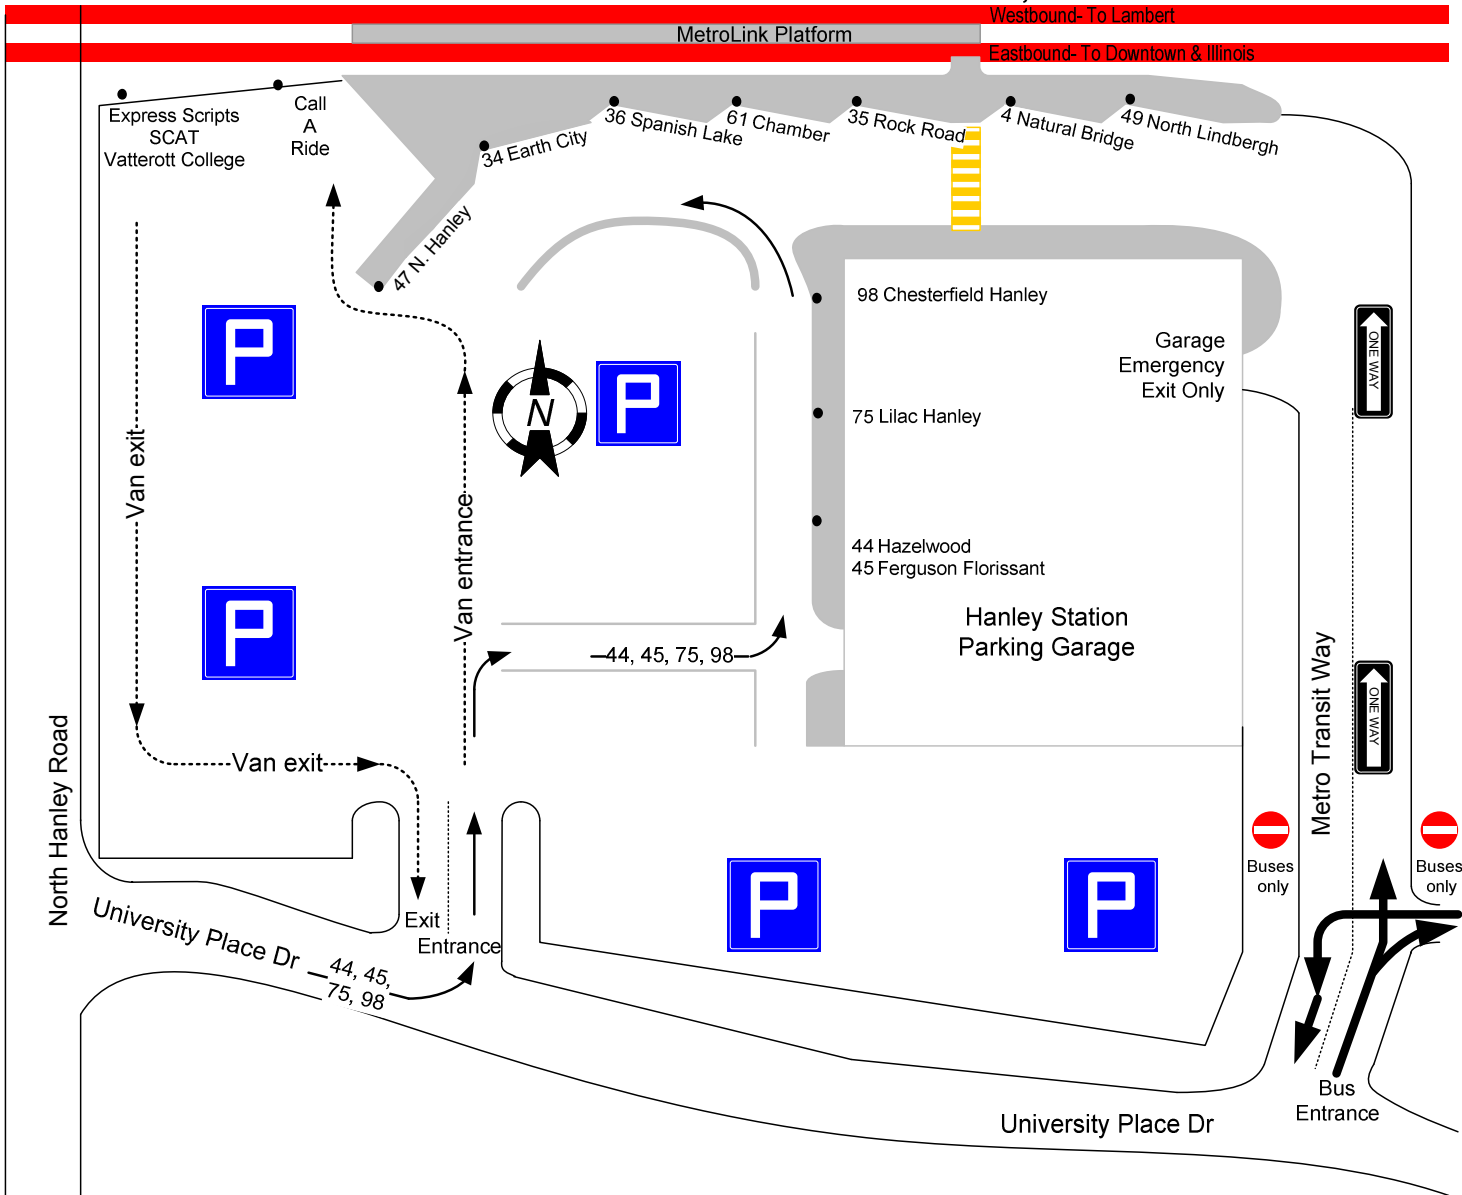 Westbound- To Lambert
MetroLink Platform
Eastbound- To Downtown & Illinois
Express Scripts
SCAT
Vatterott College
Call
A
Ride
34 Earth City
36 Spanish Lake
61 Chamber
35 Rock Road
4 Natural Bridge
49 North Lindbergh
47 N. Hanley
98 Chesterfield Hanley
Garage
Emergency
Exit Only
ONE WAY
P
P
N
75 Lilac Hanley
Van exit
Van entrance
44 Hazelwood
45 Ferguson Florissant
Hanley Station
Parking Garage
P
44, 45, 75, 98
Metro Transit Way
ONE WAY
North Hanley Road
Van exit
Buses
only
Buses
only
P
P
University Place Dr
Exit
Entrance
44, 45,
75, 98
Bus
Entrance
University Place Dr